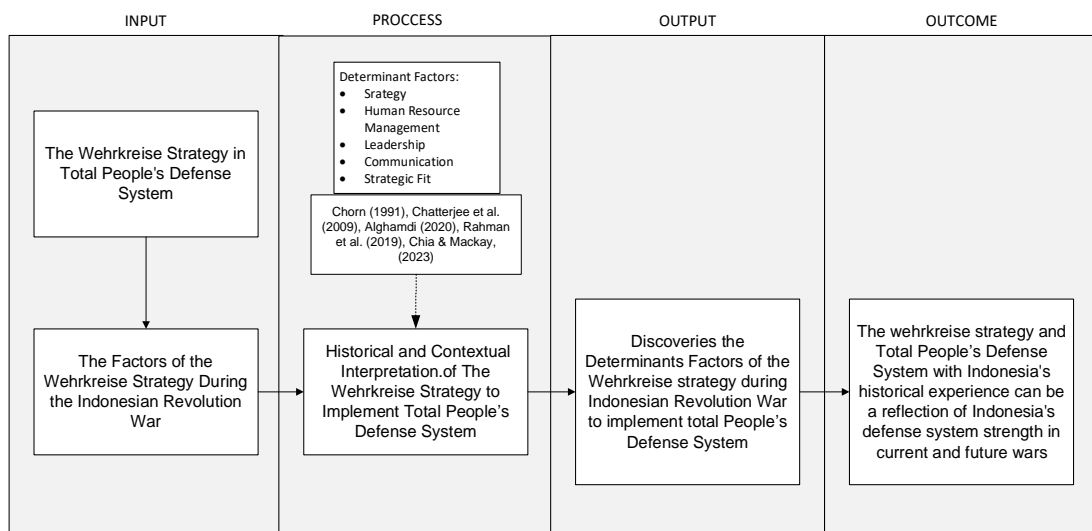 INPUT
PROCCESS
OUTPUT
OUTCOME
The Wehrkreise Strategy in
Total People's Defense
System
The Factors of the
Wehrkreise Strategy During
the Indonesian Revolution
War
Determinant Factors:
• Srategy
• Human Resource
Management
• Leadership
• Communication
• Strategic Fit
Chorn (1991), Chatterjee et al.
(2009), Alghamdi (2020), Rahman
et al. (2019), Chia & Mackay,
(2023)
Historical and Contextual
Interpretation.of The
Wehrkreise Strategy to
Implement Total People's
Defense System
Discoveries the
Determinants Factors of the
Wehrkreise strategy during
Indonesian Revolution War
to implement total People's
Defense System
The wehrkreise strategy and
Total People's Defense
System with Indonesia's
historical experience can be
a reflection of Indonesia's
defense system strength in
current and future wars